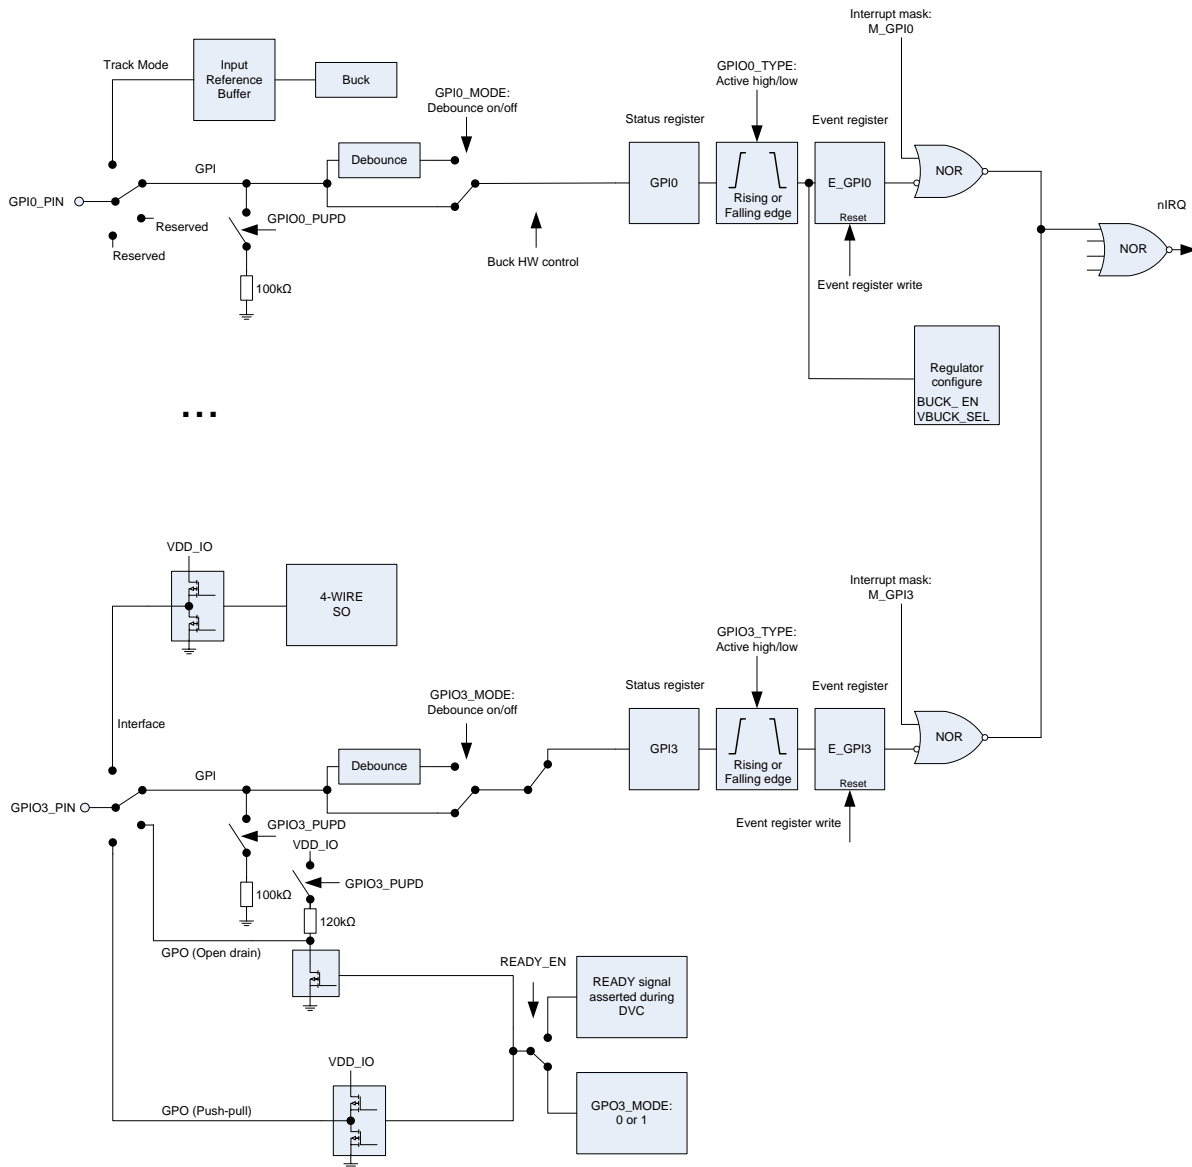 Interrupt mask:
M_GPI0
Track Mode
Input
Reference
Buffer
Buck
GPI0_MODE:
Debounce on/off
GPIO0_TYPE:
Active high/low
Status register
Event register
GPI
Debounce
GPI0
Rising or
Falling edge
E_GPI0
Reset
NOR
GPI0_PIN
Reserved
Reserved
GPIO0_PUPD
100kΩ
Buck HW control
Event register write
nIRQ
NOR
Regulator
configure
BUCK_ EN
VBUCK_SEL
...
VDD_IO
4-WIRE
SO
Interrupt mask:
M_GPI3
GPIO3_TYPE:
Active high/low
Interface
GPIO3_MODE:
Debounce on/off
Status register
Event register
GPI
Debounce
GPI3
Rising or
Falling edge
E_GPI3
Reset
NOR
GPIO3_PIN
GPIO3_PUPD
Event register write
VDD_IO
GPIO3_PUPD
100kΩ
120kΩ
GPO (Open drain)
READY_EN
READY signal
asserted during
DVC
VDD_IO
GPO (Push-pull)
GPO3_MODE:
0 or 1